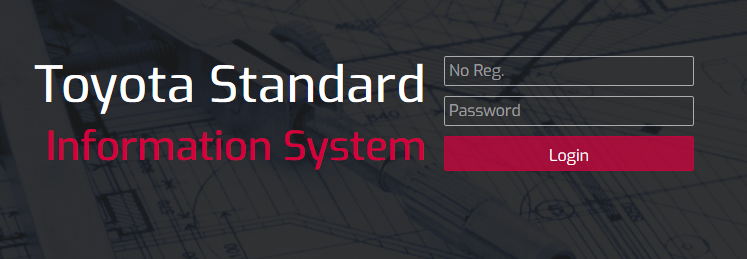 Toyota Standard
Information System
No Reg.
Password
Login